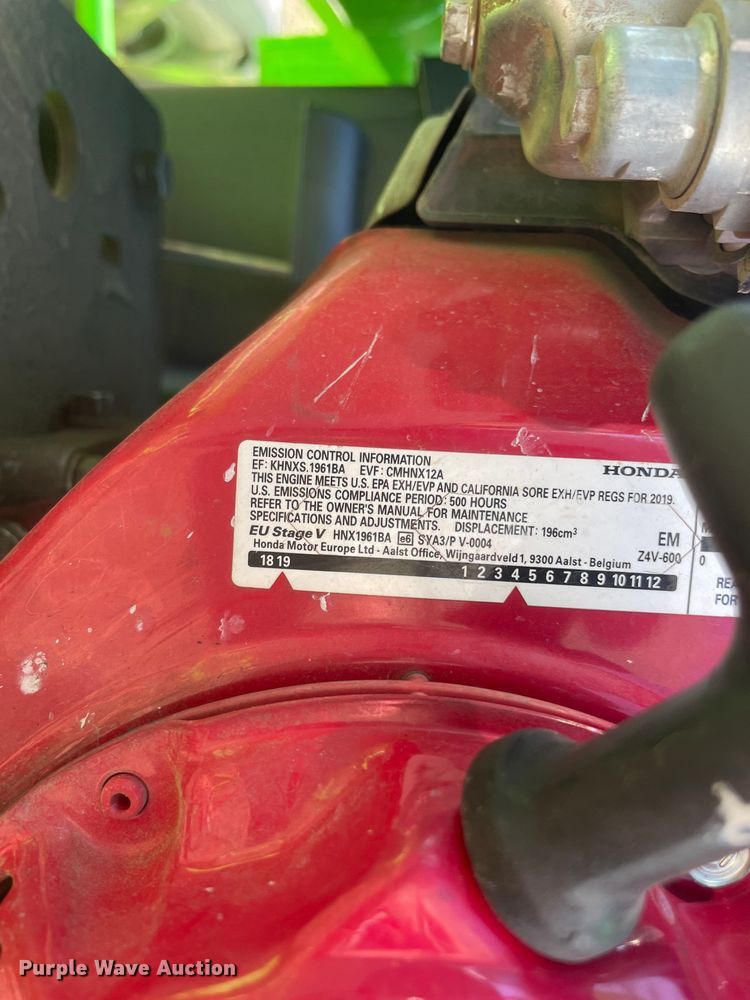 EMISSION CONTROL INFORMATION
EF: KHNXS.1961BA EVF: CMHNX12A
HONDA
THIS ENGINE MEETS U.S. EPA EXH/EVP AND CALIFORNIA SORE EXH/EVP REGS FOR 2019.
U.S. EMISSIONS COMPLIANCE PERIOD: 500 HOURS
REFER TO THE OWNER'S MANUAL FOR MAINTENANCE
SPECIFICATIONS AND ADJUSTMENTS. DISPLACEMENT: 196cm³
EU Stage V HNX1961BA e6 SYA3/P V-0004 EM
Honda Motor Europe Ltd - Aalst Office, Wijngaardveld 1, 9300 Aalst - Belgium Z4V-600
18 19 1 2 3 4 5 6 7 8 9 10 11 12
0
REA
FOR
Purple Wave Auction